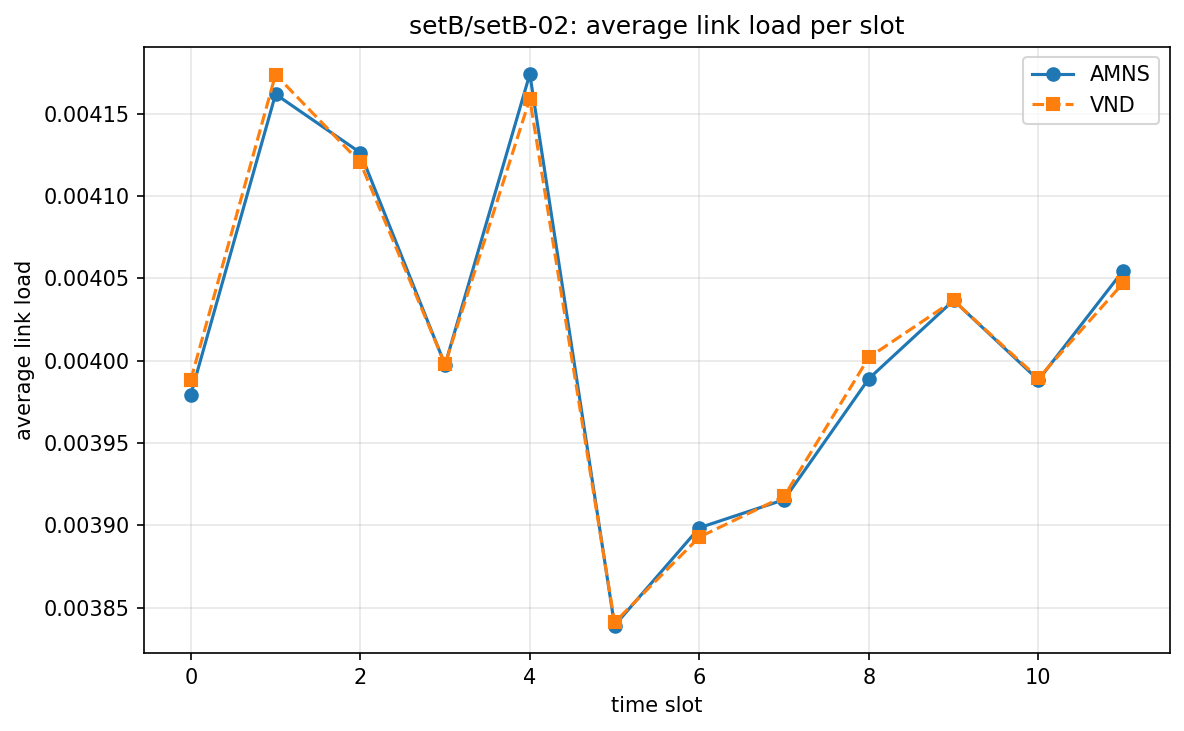 setB/setB-02: average link load per slot
AMNS
VND
average link load
0.00415
0.00410
0.00405
0.00400
0.00395
0.00390
0.00385
0 2 4 6 8 10
time slot